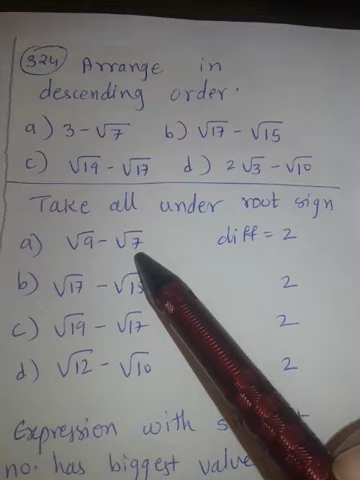 324 Arrange in
descending order.
a) 3 - √7 b) √17 - √15
c) √19 - √17 d) 2√3 - √10
Take all under root sign
a) √9 - √7 diff = 2
b) √17 - √15 2
c) √19 - √17 2
d) √12 - √10 2
Expression with
no. has biggest value